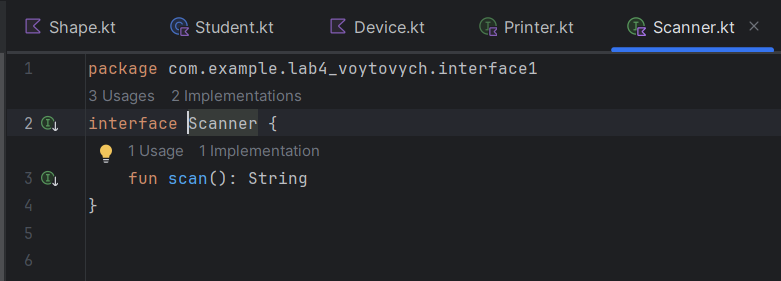 Shape.kt Student.kt Device.kt Printer.kt Scanner.kt
1 package com.example.lab4_voytovych.interface1
3 Usages 2 Implementations
2 interface Scanner {
1 Usage 1 Implementation
3 fun scan(): String
4 }
5
6